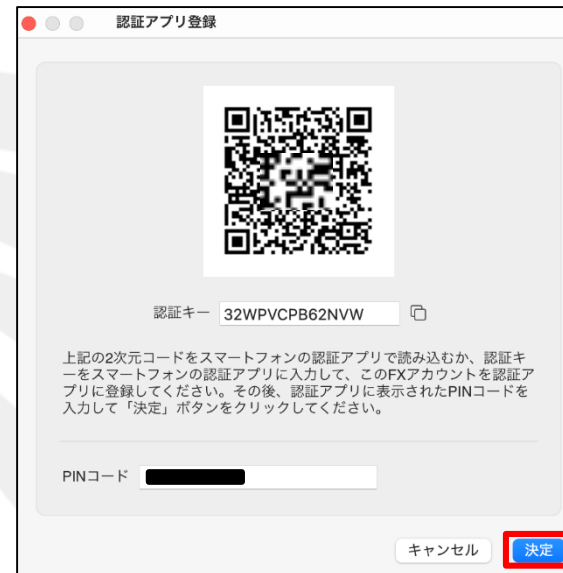 認証アプリ登録
認証キー 32WPVCPB62NVW
上記の2次元コードをスマートフォンの認証アプリで読み込むか、認証キ
ーをスマートフォンの認証アプリに入力して、このFXアカウントを認証ア
プリに登録してください。その後、認証アプリに表示されたPINコードを
入力して「決定」ボタンをクリックしてください。
PINコード
キャンセル 決定